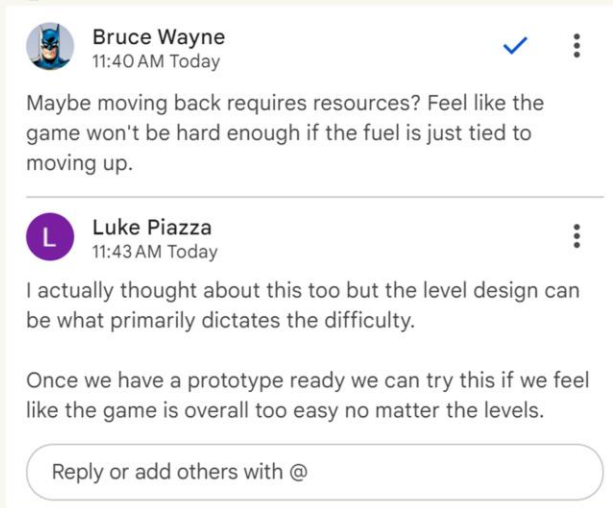 Bruce Wayne
11:40 AM Today
Maybe moving back requires resources? Feel like the
game won't be hard enough if the fuel is just tied to
moving up.
L
Luke Piazza
11:43 AM Today
I actually thought about this too but the level design can
be what primarily dictates the difficulty.
Once we have a prototype ready we can try this if we feel
like the game is overall too easy no matter the levels.
Reply or add others with @